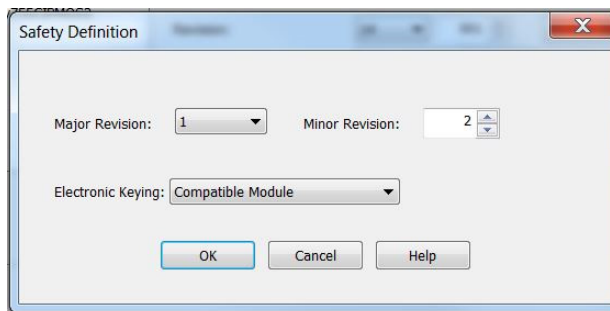 Safety Definition
Major Revision: 1 Minor Revision: 2
Electronic Keying: Compatible Module
OK Cancel Help